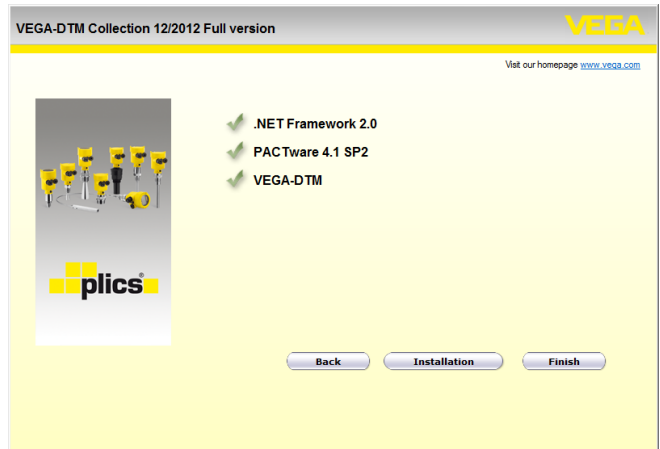 VEGA-DTM Collection 12/2012 Full version
VEGA
Visit our homepage www.vega.com
.NET Framework 2.0
PACTware 4.1 SP2
VEGA-DTM
plics®
Back
Installation
Finish